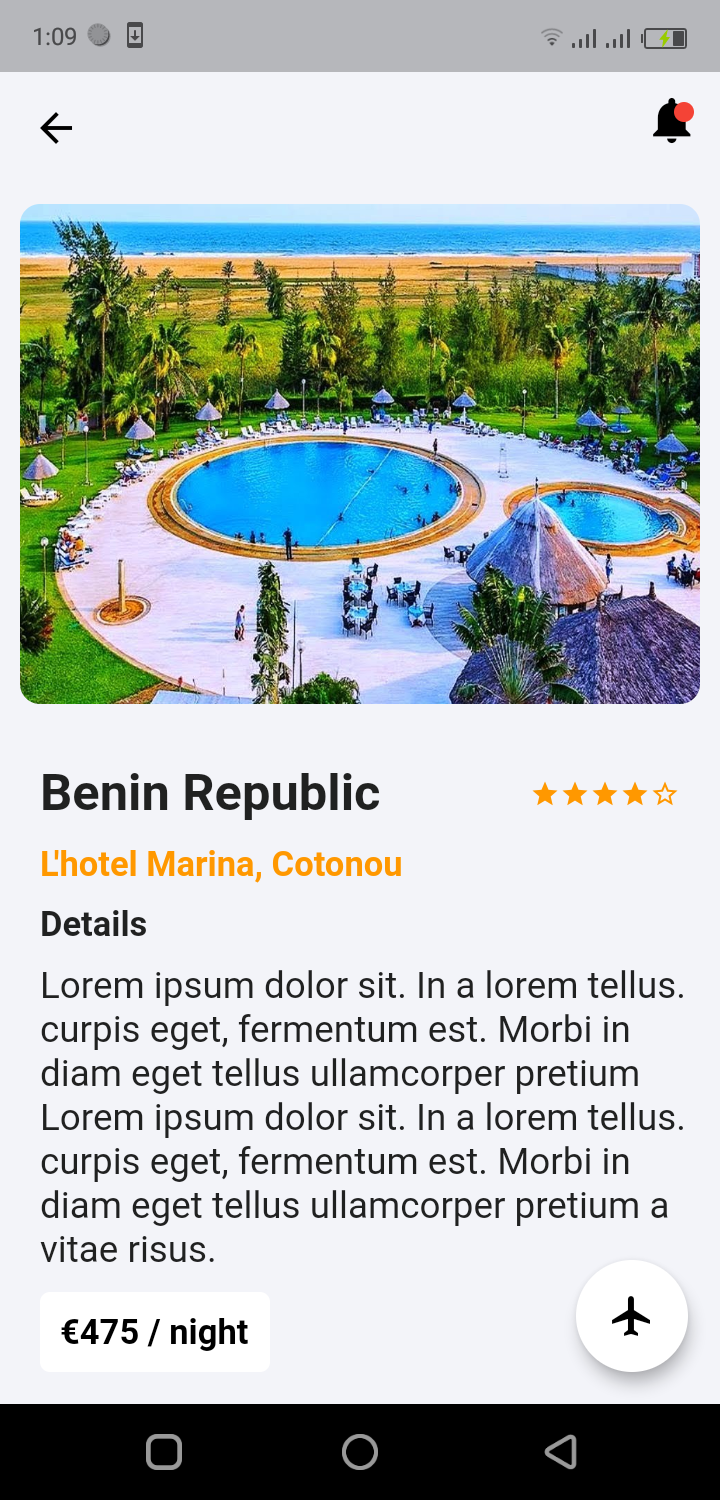 1:09
Benin Republic
L'hotel Marina, Cotonou
Details
Lorem ipsum dolor sit. In a lorem tellus.
curpis eget, fermentum est. Morbi in
diam eget tellus ullamcorper pretium
Lorem ipsum dolor sit. In a lorem tellus.
curpis eget, fermentum est. Morbi in
diam eget tellus ullamcorper pretium a
vitae risus.
€475 / night